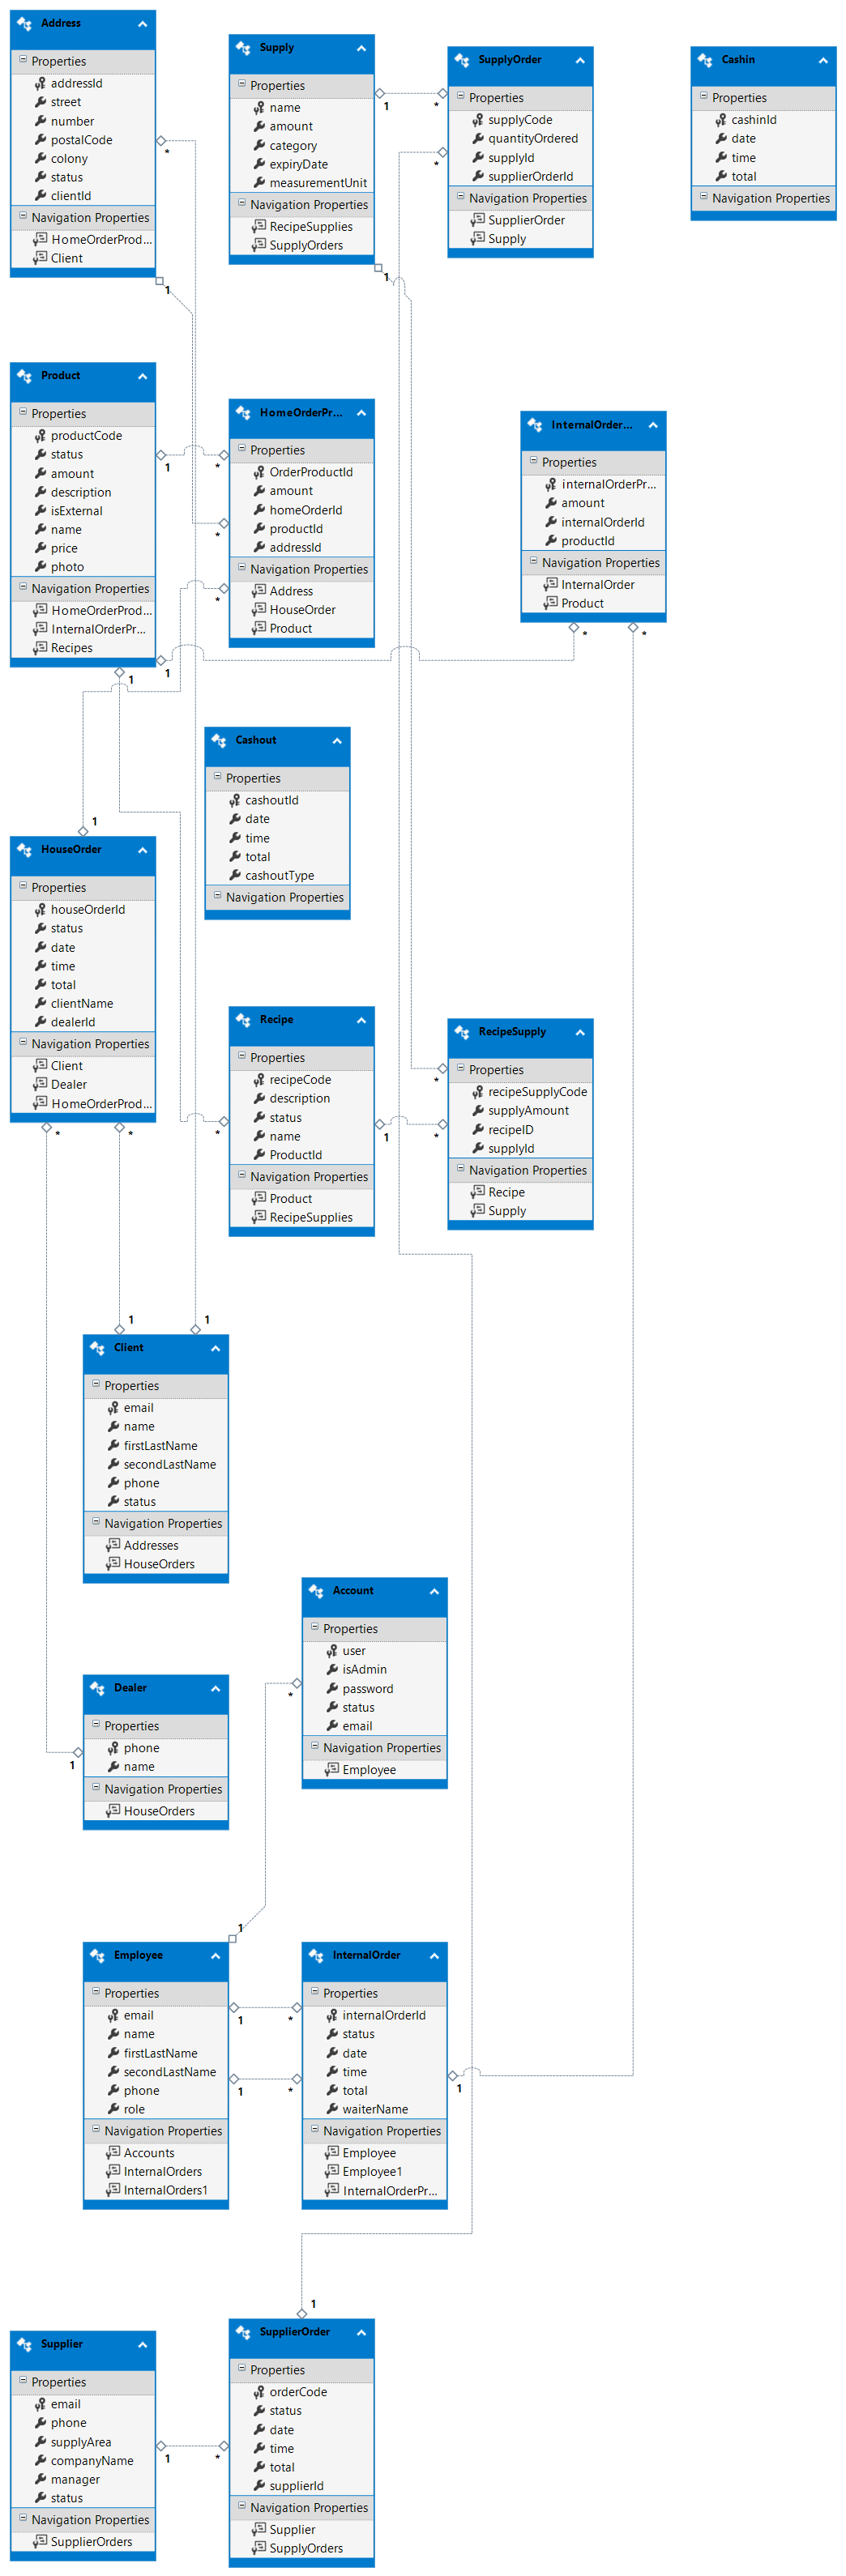 Address
Properties
addressId
street
number
postalCode
colony
status
clientId
Navigation Properties
HomeOrderProd...
Client
*
1
Supply
Properties
name
amount
category
expiryDate
measurementUnit
Navigation Properties
RecipeSupplies
SupplyOrders
1
*
1
SupplyOrder
Properties
supplyCode
quantityOrdered
supplyId
supplierOrderId
Navigation Properties
SupplierOrder
Supply
*
Cashin
Properties
cashinId
date
time
total
Navigation Properties
Product
Properties
productCode
status
amount
description
isExternal
name
price
photo
Navigation Properties
HomeOrderProd...
InternalOrderPr...
Recipes
1
*
1
1
HomeOrderPr...
Properties
OrderProductId
amount
homeOrderId
productId
addressId
Navigation Properties
Address
HouseOrder
Product
*
*
InternalOrder...
Properties
internalOrderPr...
amount
internalOrderId
productId
Navigation Properties
InternalOrder
Product
*
*
Cashout
Properties
cashoutId
date
time
total
cashoutType
Navigation Properties
1
HouseOrder
Properties
houseOrderId
status
date
time
total
clientName
dealerId
Navigation Properties
Client
Dealer
HomeOrderProd...
*
*
Recipe
Properties
recipeCode
description
status
name
ProductId
Navigation Properties
Product
RecipeSupplies
*
1
*
RecipeSupply
Properties
recipeSupplyCode
supplyAmount
recipeID
supplyId
Navigation Properties
Recipe
Supply
*
1
1
Client
Properties
email
name
firstLastName
secondLastName
phone
status
Navigation Properties
Addresses
HouseOrders
Account
Properties
user
isAdmin
password
status
email
Navigation Properties
Employee
*
Dealer
Properties
phone
name
Navigation Properties
HouseOrders
1
1
Employee
Properties
email
name
firstLastName
secondLastName
phone
role
Navigation Properties
Accounts
InternalOrders
InternalOrders1
1
*
1
*
InternalOrder
Properties
internalOrderId
status
date
time
total
waiterName
Navigation Properties
Employee
Employee1
InternalOrderPr...
1
1
Supplier
Properties
email
phone
supplyArea
companyName
manager
status
Navigation Properties
SupplierOrders
1
*
SupplierOrder
Properties
orderCode
status
date
time
total
supplierId
Navigation Properties
Supplier
SupplyOrders